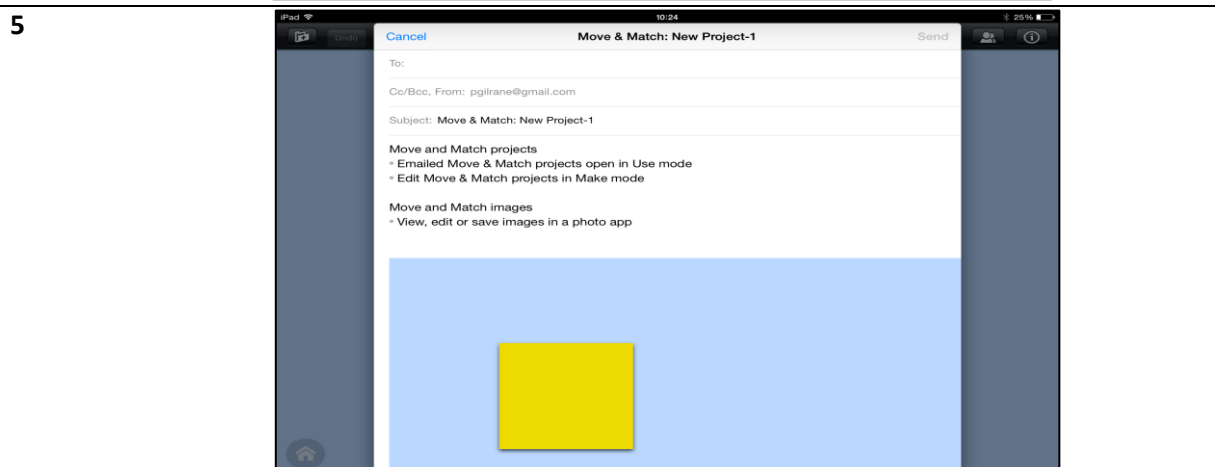 5
iPad 10:24 25%
Undo Cancel Move & Match: New Project-1 Send
To:
Cc/Bcc, From: pgilrane@gmail.com
Subject: Move & Match: New Project-1
Move and Match projects
◦ Emailed Move & Match projects open in Use mode
◦ Edit Move & Match projects in Make mode
Move and Match images
◦ View, edit or save images in a photo app